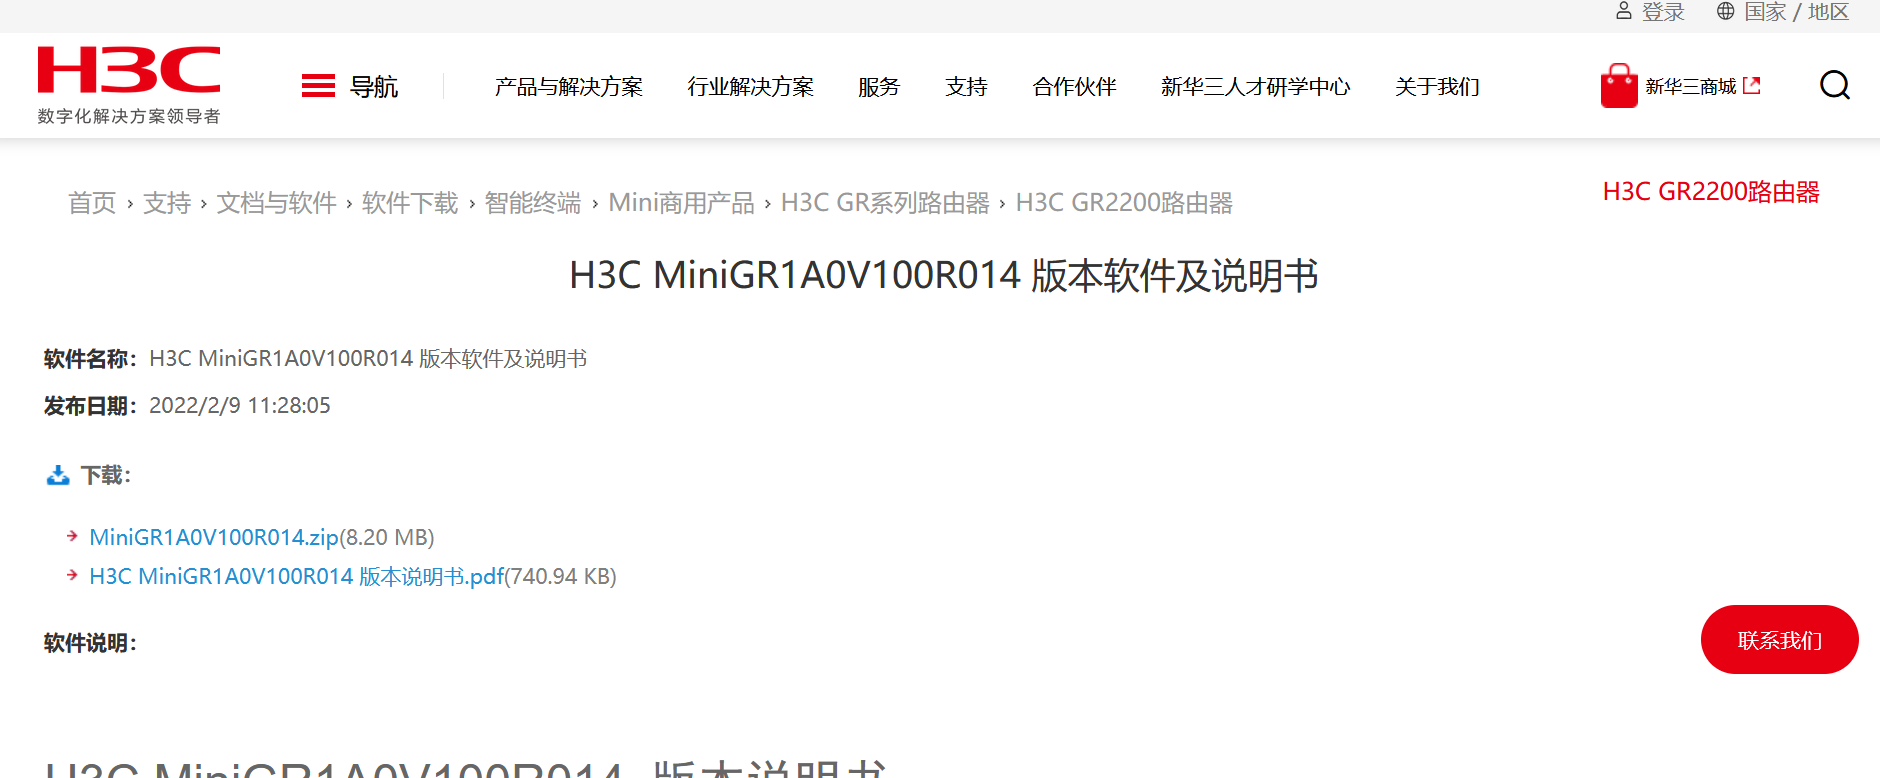 登录 国家 / 地区
H3C
数字化解决方案领导者
导航 产品与解决方案 行业解决方案 服务 支持 合作伙伴 新华三人才研学中心 关于我们 新华三商城
首页 › 支持 › 文档与软件 › 软件下载 › 智能终端 › Mini商用产品 › H3C GR系列路由器 › H3C GR2200路由器
H3C GR2200路由器
H3C MiniGR1A0V100R014 版本软件及说明书
软件名称：H3C MiniGR1A0V100R014 版本软件及说明书
发布日期：2022/2/9 11:28:05
下载：
MiniGR1A0V100R014.zip(8.20 MB)
H3C MiniGR1A0V100R014 版本说明书.pdf(740.94 KB)
软件说明：
联系我们
H3C MiniGR1A0V100R014 版本说明书